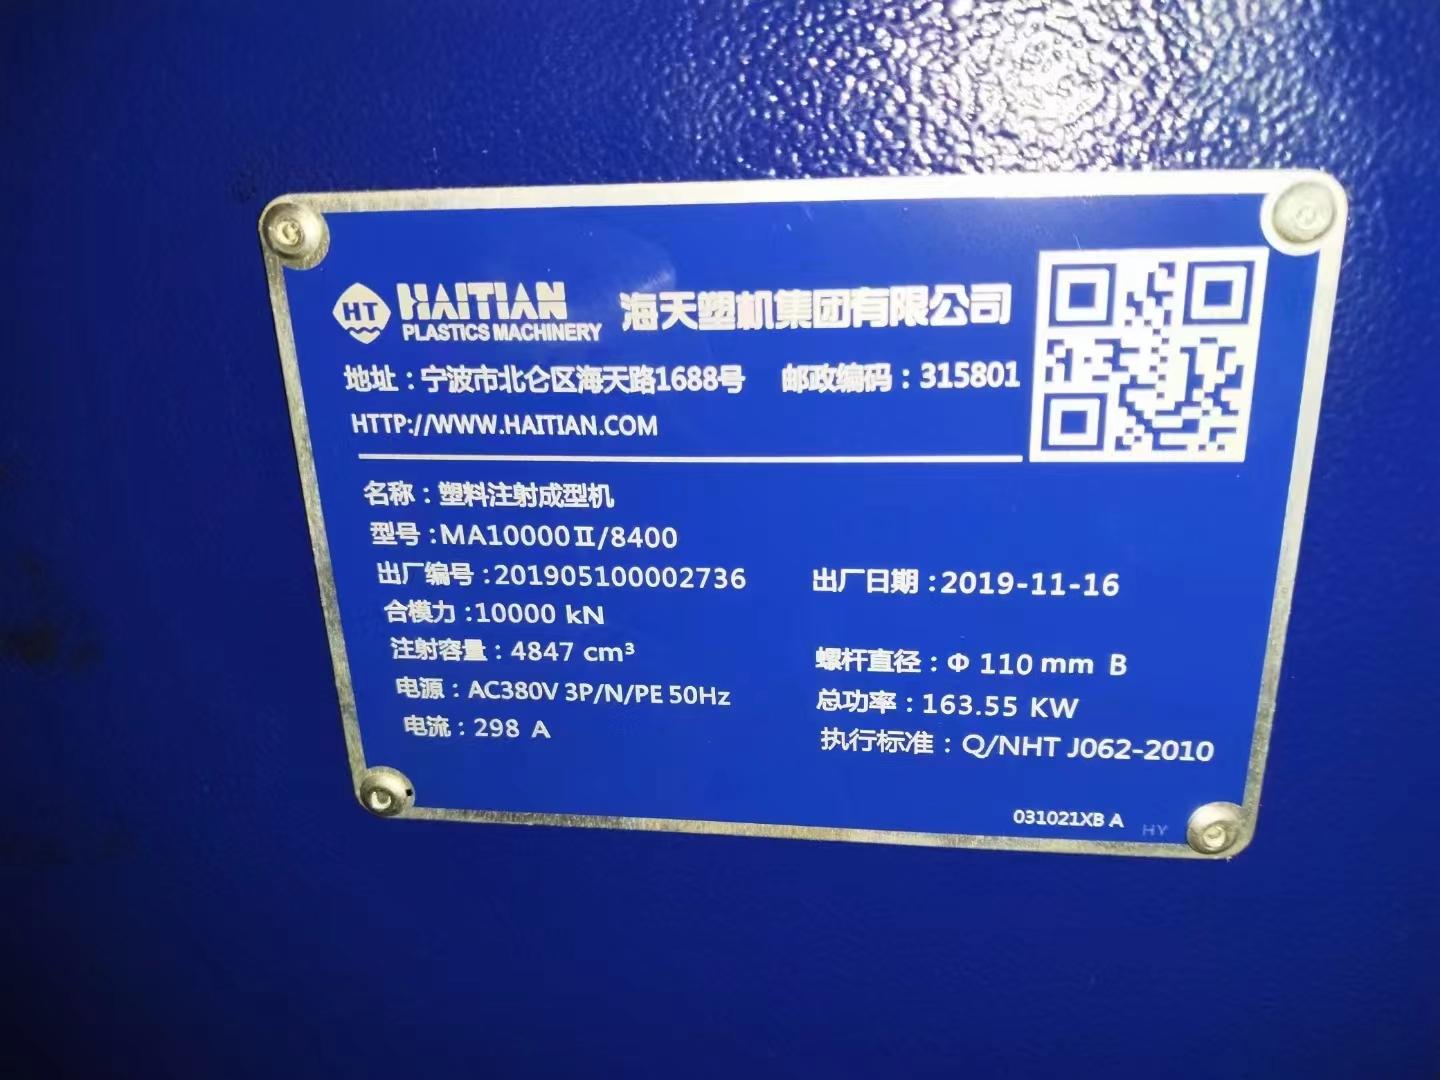 HT HAITIAN
PLASTICS MACHINERY
海天塑机集团有限公司
地址：宁波市北仑区海天路1688号 邮政编码：315801
HTTP://WWW.HAITIAN.COM
名称：塑料注射成型机
型号：MA10000Ⅱ/8400
出厂编号：201905100002736 出厂日期：2019-11-16
合模力：10000 kN
注射容量：4847 cm³ 螺杆直径：Φ 110 mm B
电源：AC380V 3P/N/PE 50Hz 总功率：163.55 KW
电流：298 A 执行标准：Q/NHT J062-2010
031021XB A HY